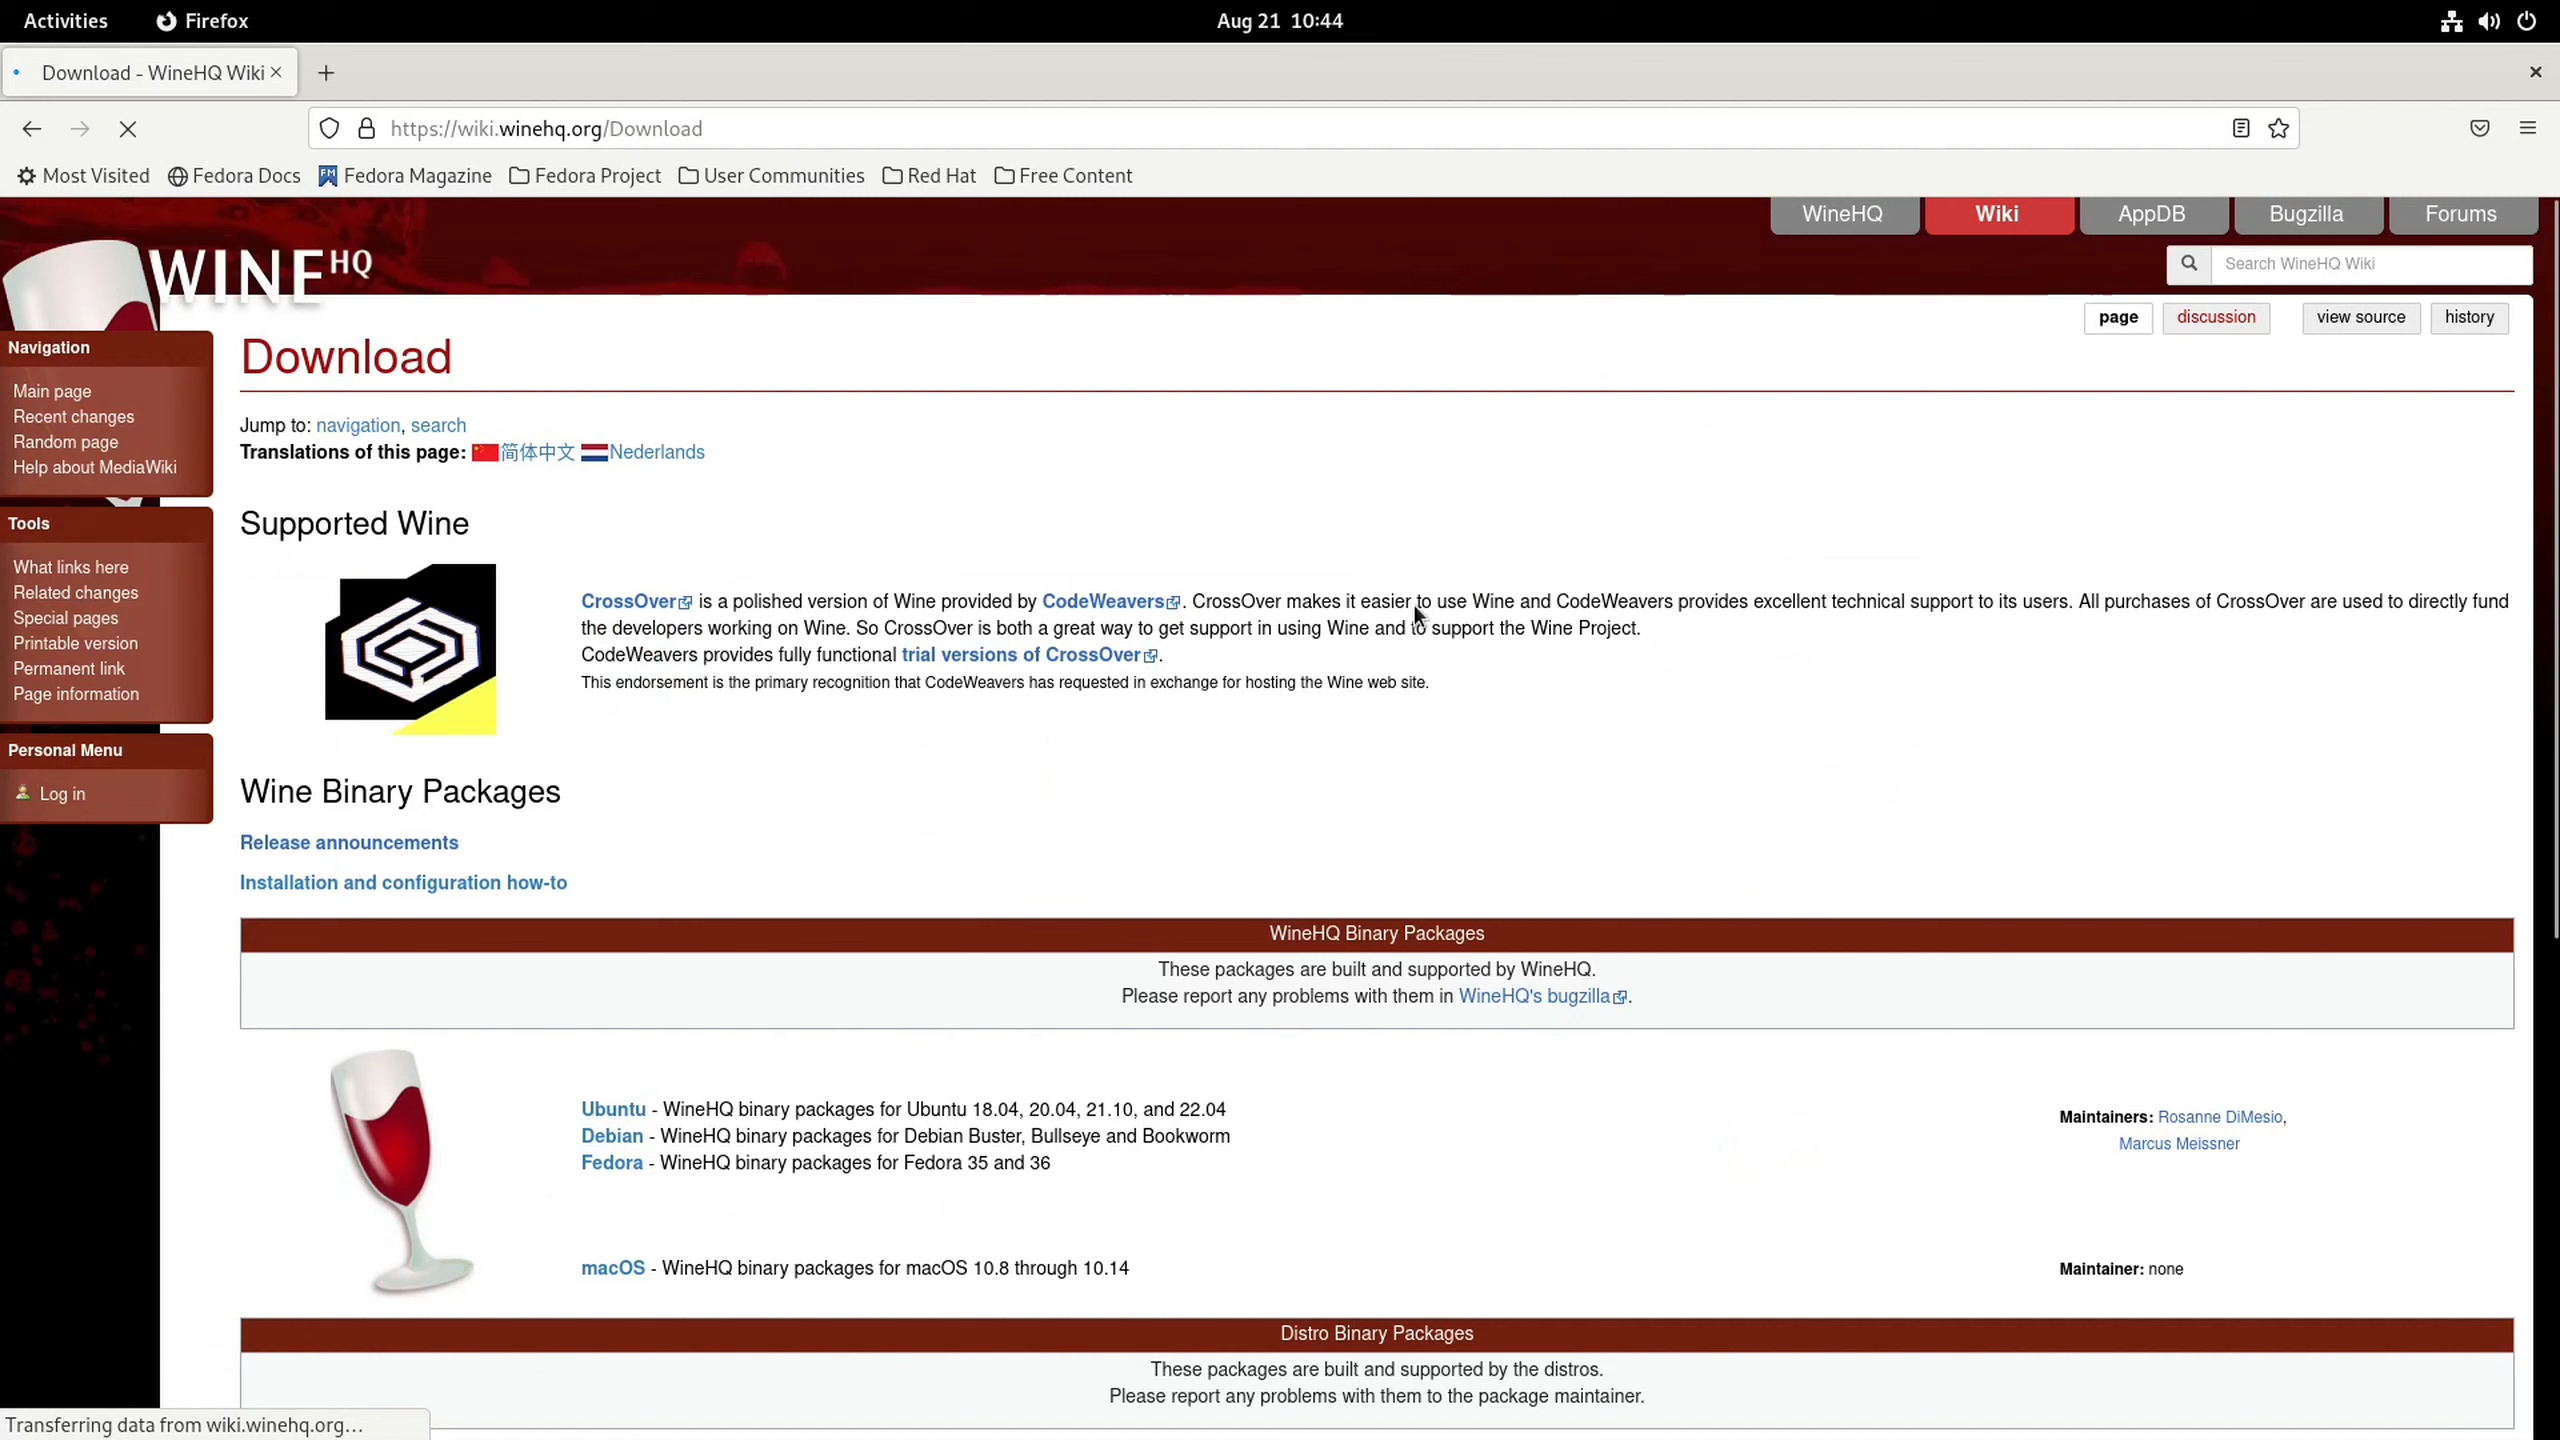 Activities Firefox Aug 21 10:44
Download - WineHQ Wiki
https://wiki.winehq.org/Download
Most Visited Fedora Docs Fedora Magazine Fedora Project User Communities Red Hat Free Content
WineHQ Wiki AppDB Bugzilla Forums
WINEHQ
Search WineHQ Wiki
page discussion view source history
Navigation
Main page
Recent changes
Random page
Help about MediaWiki
Tools
What links here
Related changes
Special pages
Printable version
Permanent link
Page information
Personal Menu
Log in
Download
Jump to: navigation, search
Translations of this page: 简体中文 Nederlands
Supported Wine
CrossOver is a polished version of Wine provided by CodeWeavers. CrossOver makes it easier to use Wine and CodeWeavers provides excellent technical support to its users. All purchases of CrossOver are used to directly fund
the developers working on Wine. So CrossOver is both a great way to get support in using Wine and to support the Wine Project.
CodeWeavers provides fully functional trial versions of CrossOver.
This endorsement is the primary recognition that CodeWeavers has requested in exchange for hosting the Wine web site.
Wine Binary Packages
Release announcements
Installation and configuration how-to
WineHQ Binary Packages
These packages are built and supported by WineHQ.
Please report any problems with them in WineHQ's bugzilla.
Ubuntu - WineHQ binary packages for Ubuntu 18.04, 20.04, 21.10, and 22.04
Debian - WineHQ binary packages for Debian Buster, Bullseye and Bookworm
Fedora - WineHQ binary packages for Fedora 35 and 36
Maintainers: Rosanne DiMesio,
Marcus Meissner
macOS - WineHQ binary packages for macOS 10.8 through 10.14
Maintainer: none
Distro Binary Packages
These packages are built and supported by the distros.
Please report any problems with them to the package maintainer.
Transferring data from wiki.winehq.org…